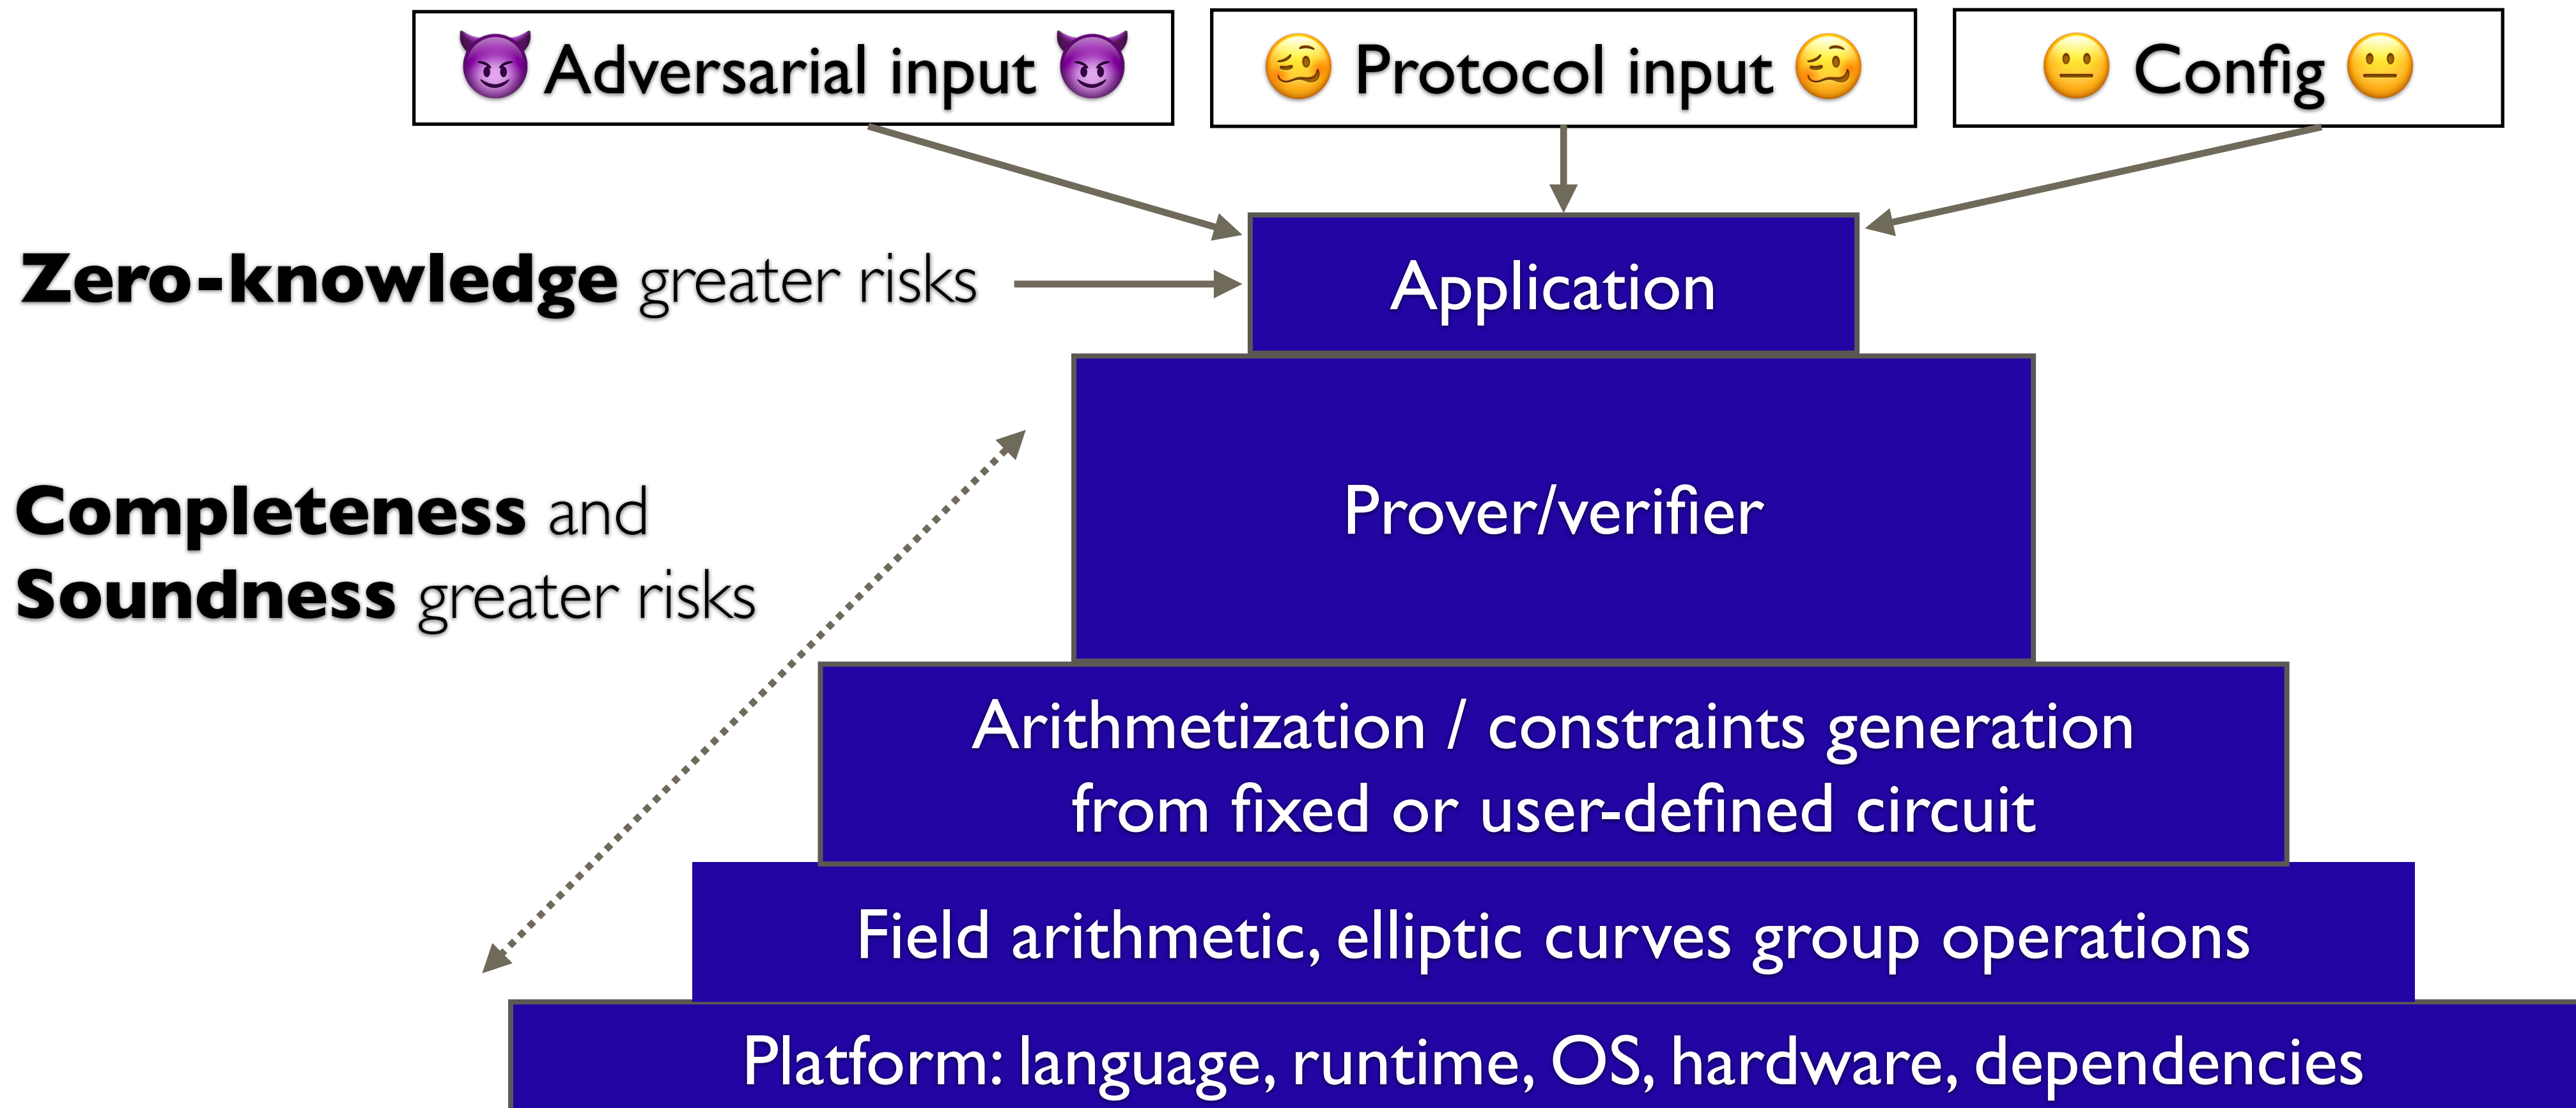 😈 Adversarial input 😈
🥴 Protocol input 🥴
😐 Config 😐
Zero-knowledge greater risks
Application
Completeness and
Soundness greater risks
Prover/verifier
Arithmetization / constraints generation
from fixed or user-defined circuit
Field arithmetic, elliptic curves group operations
Platform: language, runtime, OS, hardware, dependencies